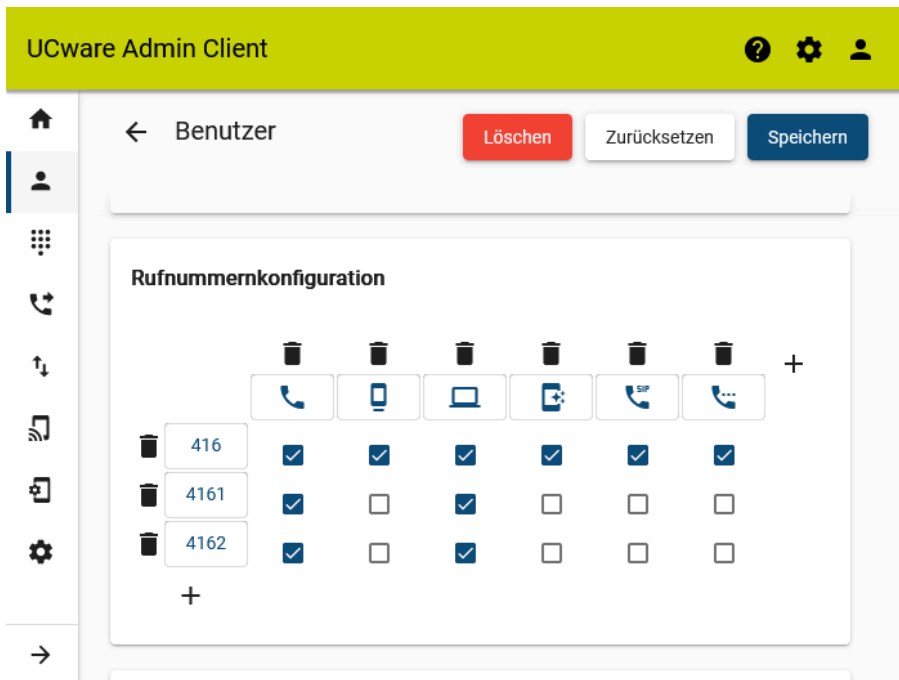 UCware Admin Client
Benutzer
Löschen
Zurücksetzen
Speichern
Rufnummernkonfiguration
SIP
416
4161
4162